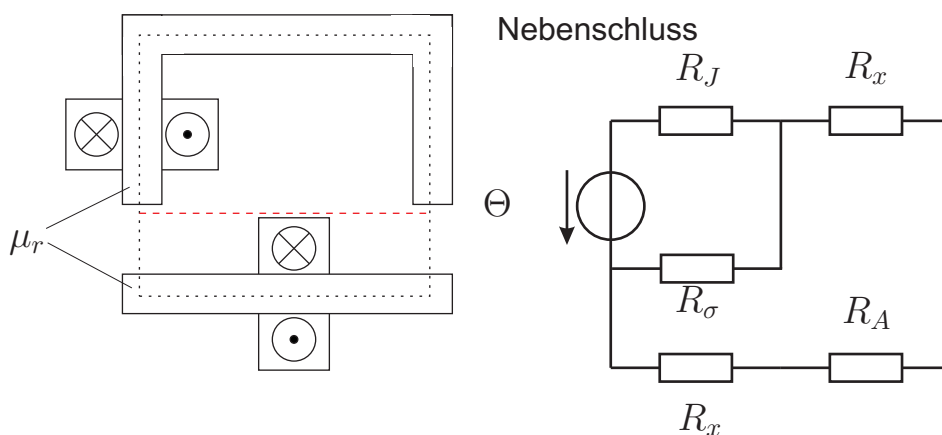 Nebenschluss
R_J
R_x
Θ
μ_r
R_σ
R_A
R_x